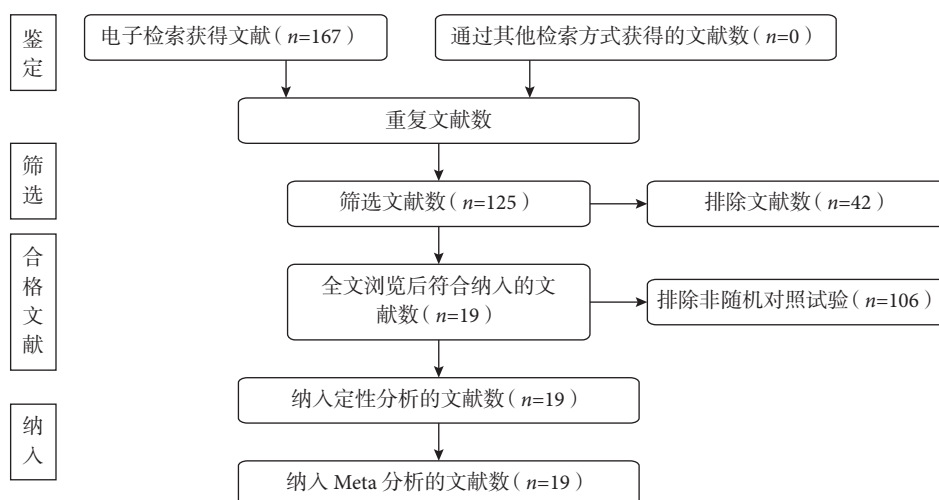 鉴定
电子检索获得文献（n=167）
通过其他检索方式获得的文献数（n=0）
重复文献数
筛选
筛选文献数（n=125）
排除文献数（n=42）
合格文献
全文浏览后符合纳入的文
献数（n=19）
排除非随机对照试验（n=106）
纳入定性分析的文献数（n=19）
纳入
纳入 Meta 分析的文献数（n=19）